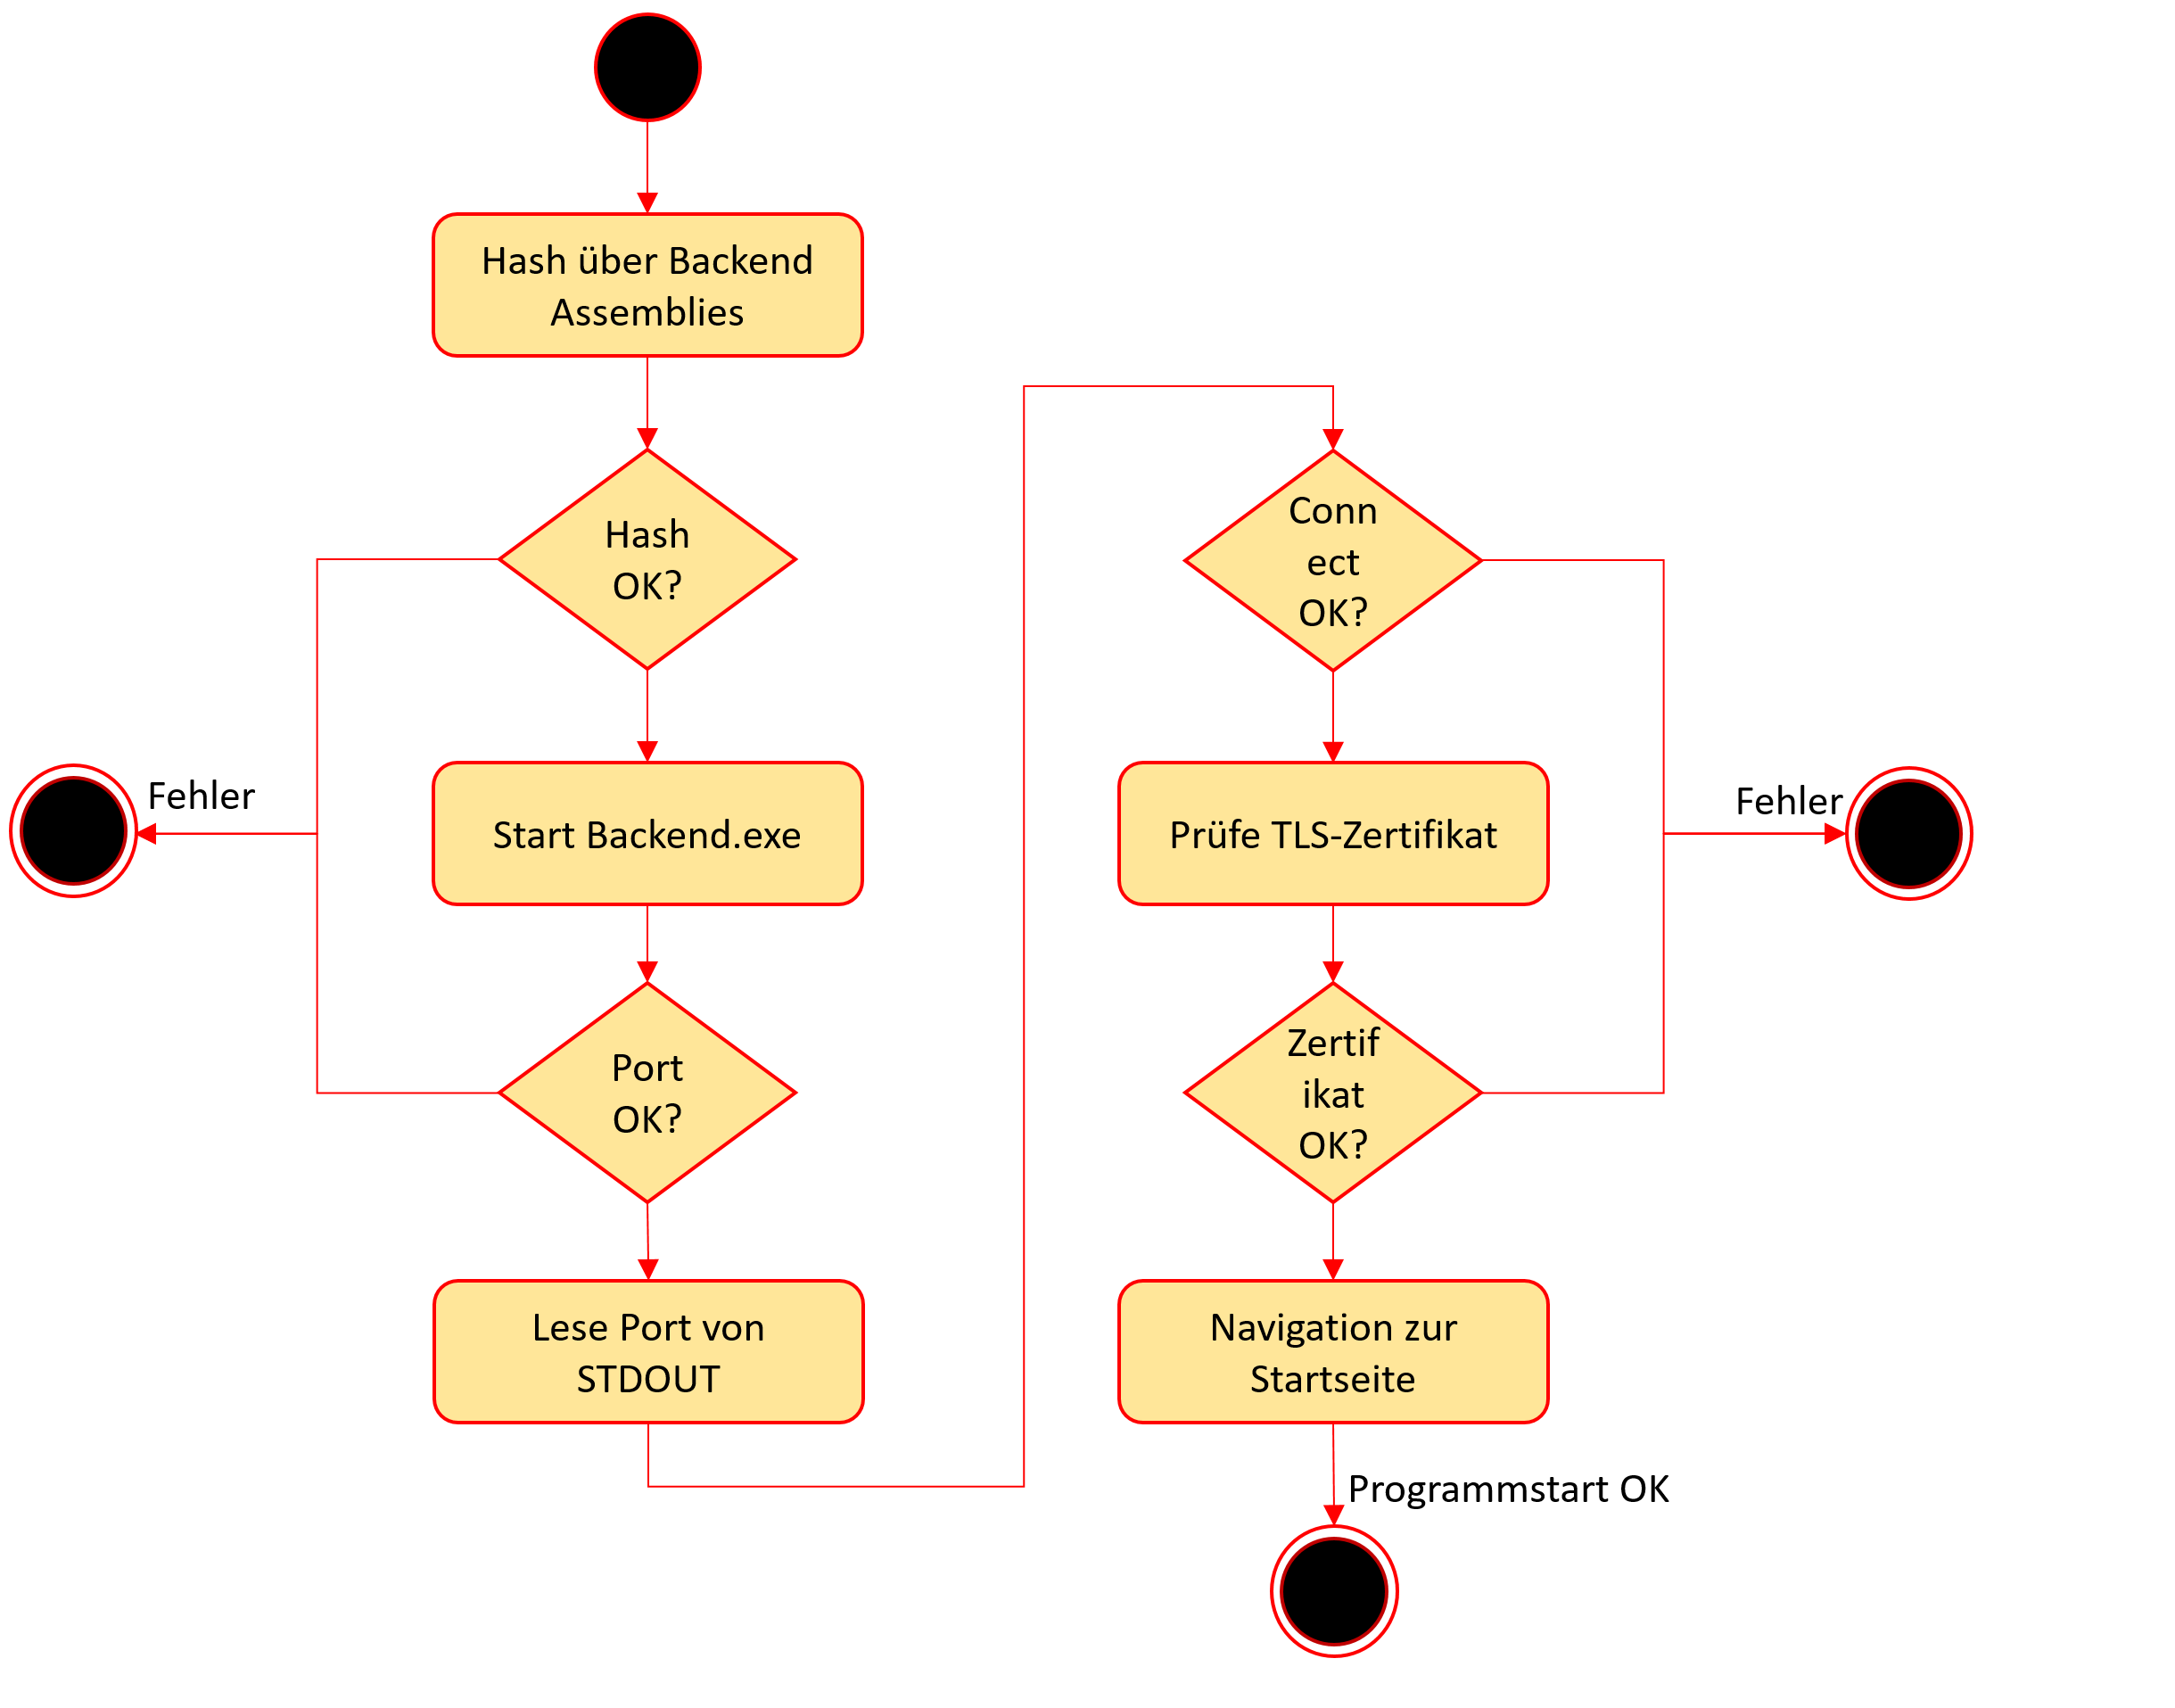 Hash über Backend
Assemblies
Hash
OK?
Fehler
Start Backend.exe
Port
OK?
Lese Port von
STDOUT
Conn
ect
OK?
Prüfe TLS-Zertifikat
Fehler
Zertif
ikat
OK?
Navigation zur
Startseite
Programmstart OK